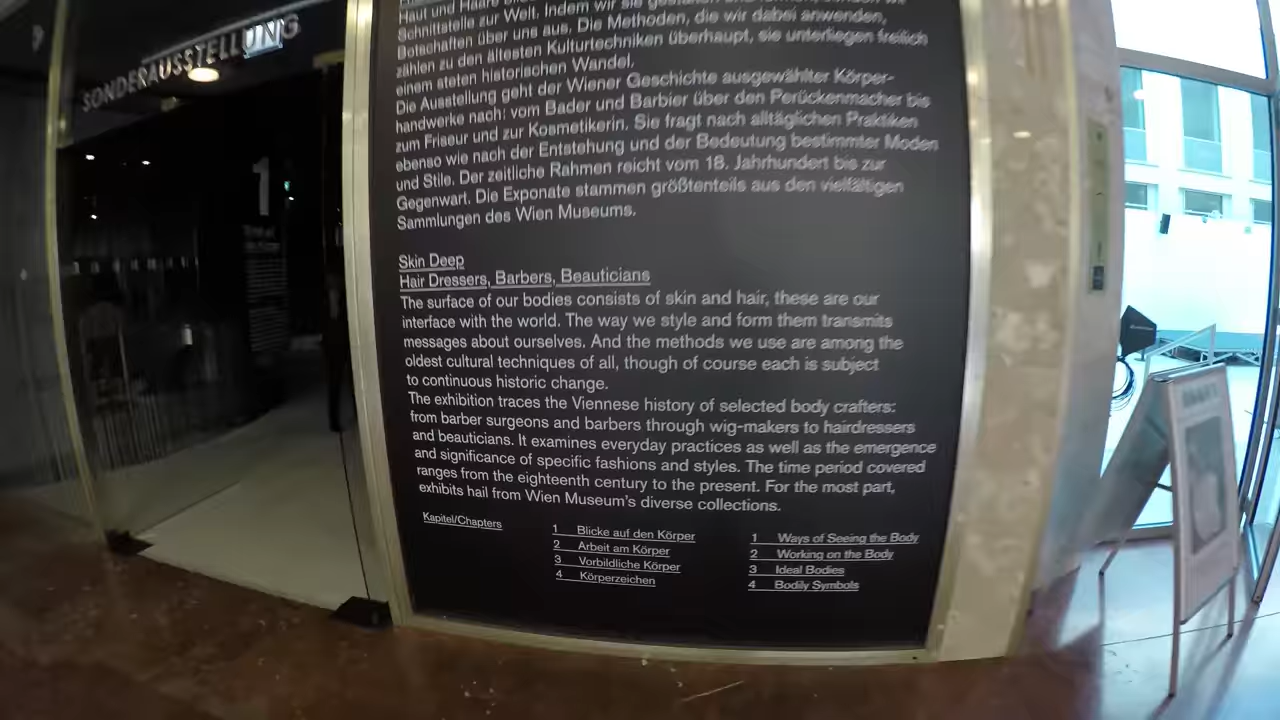 SONDERAUSSTELLUNG
1
Haut und Haare
Schnittstelle zur Welt. Indem wir sie gestalten
Botschaften über uns aus. Die Methoden, die wir dabei anwenden,
zählen zu den ältesten Kulturtechniken überhaupt, sie unterliegen freilich
einem steten historischen Wandel.
Die Ausstellung geht der Wiener Geschichte ausgewählter Körper-
handwerke nach: vom Bader und Barbier über den Perückenmacher bis
zum Friseur und zur Kosmetikerin. Sie fragt nach alltäglichen Praktiken
ebenso wie nach der Entstehung und der Bedeutung bestimmter Moden
und Stile. Der zeitliche Rahmen reicht vom 18. Jahrhundert bis zur
Gegenwart. Die Exponate stammen größtenteils aus den vielfältigen
Sammlungen des Wien Museums.
Skin Deep
Hair Dressers, Barbers, Beauticians
The surface of our bodies consists of skin and hair, these are our
interface with the world. The way we style and form them transmits
messages about ourselves. And the methods we use are among the
oldest cultural techniques of all, though of course each is subject
to continuous historic change.
The exhibition traces the Viennese history of selected body crafters:
from barber surgeons and barbers through wig-makers to hairdressers
and beauticians. It examines everyday practices as well as the emergence
and significance of specific fashions and styles. The time period covered
ranges from the eighteenth century to the present. For the most part,
exhibits hail from Wien Museum's diverse collections.
Kapitel/Chapters
1 Blicke auf den Körper
2 Arbeit am Körper
3 Vorbildliche Körper
4 Körperzeichen
1 Ways of Seeing the Body
2 Working on the Body
3 Ideal Bodies
4 Bodily Symbols